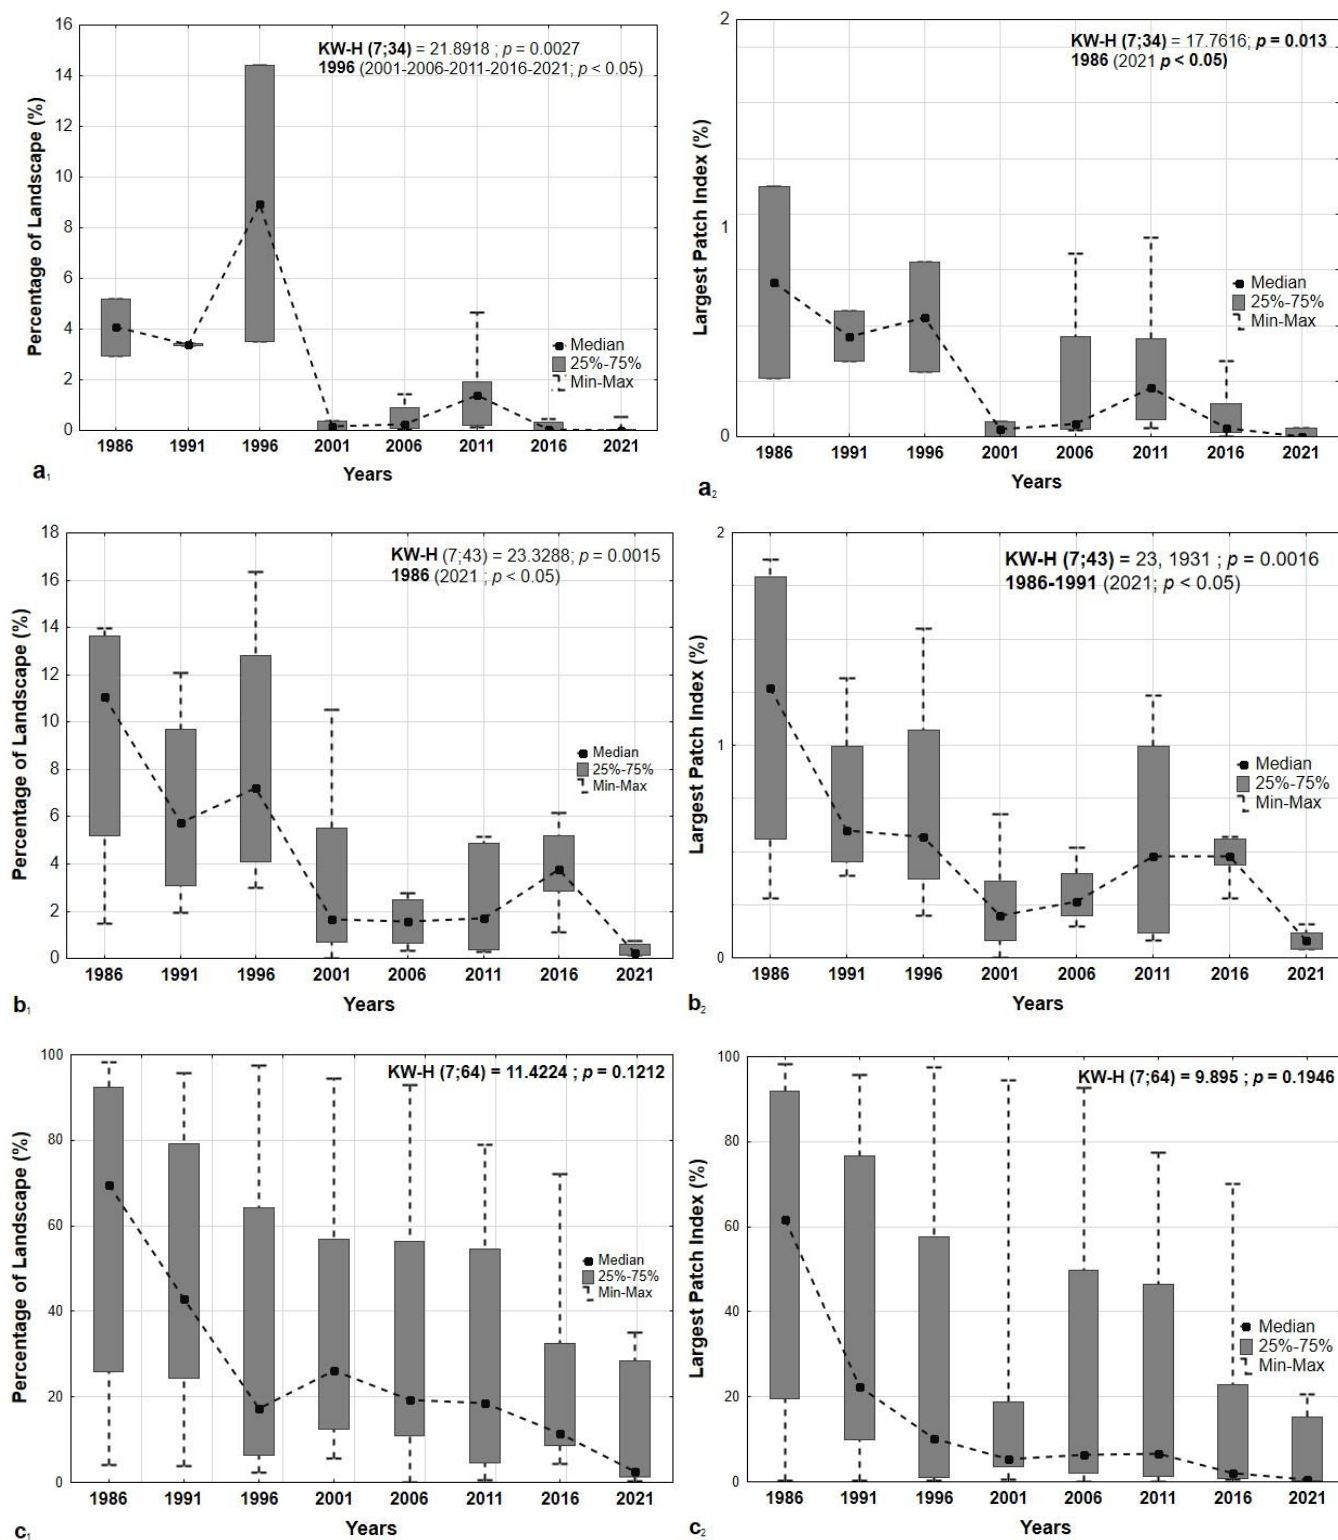 16
14
12
10
8
6
4
2
0
Percentage of Landscape (%)
KW-H (7;34) = 21.8918 ; p = 0.0027
1996 (2001-2006-2011-2016-2021; p < 0.05)
Median
25%-75%
Min-Max
1986 1991 1996 2001 2006 2011 2016 2021
Years
a1
2
1
0
Largest Patch Index (%)
KW-H (7;34) = 17.7616; p = 0.013
1986 (2021 p < 0.05)
Median
25%-75%
Min-Max
1986 1991 1996 2001 2006 2011 2016 2021
Years
a2
18
16
14
12
10
8
6
4
2
0
Percentage of Landscape (%)
KW-H (7;43) = 23.3288; p = 0.0015
1986 (2021 ; p < 0.05)
Median
25%-75%
Min-Max
1986 1991 1996 2001 2006 2011 2016 2021
Years
b1
2
1
0
Largest Patch Index (%)
KW-H (7;43) = 23, 1931 ; p = 0.0016
1986-1991 (2021; p < 0.05)
Median
25%-75%
Min-Max
1986 1991 1996 2001 2006 2011 2016 2021
Years
b2
100
80
60
40
20
0
Percentage of Landscape (%)
KW-H (7;64) = 11.4224 ; p = 0.1212
Median
25%-75%
Min-Max
1986 1991 1996 2001 2006 2011 2016 2021
Years
c1
100
80
60
40
20
0
Largest Patch Index (%)
KW-H (7;64) = 9.895 ; p = 0.1946
Median
25%-75%
Min-Max
1986 1991 1996 2001 2006 2011 2016 2021
Years
c2